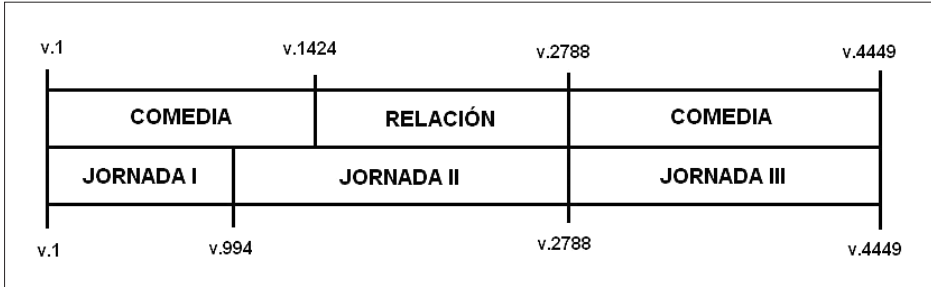 v.1 v.1424 v.2788 v.4449
COMEDIA RELACIÓN COMEDIA
JORNADA I JORNADA II JORNADA III
v.1 v.994 v.2788 v.4449